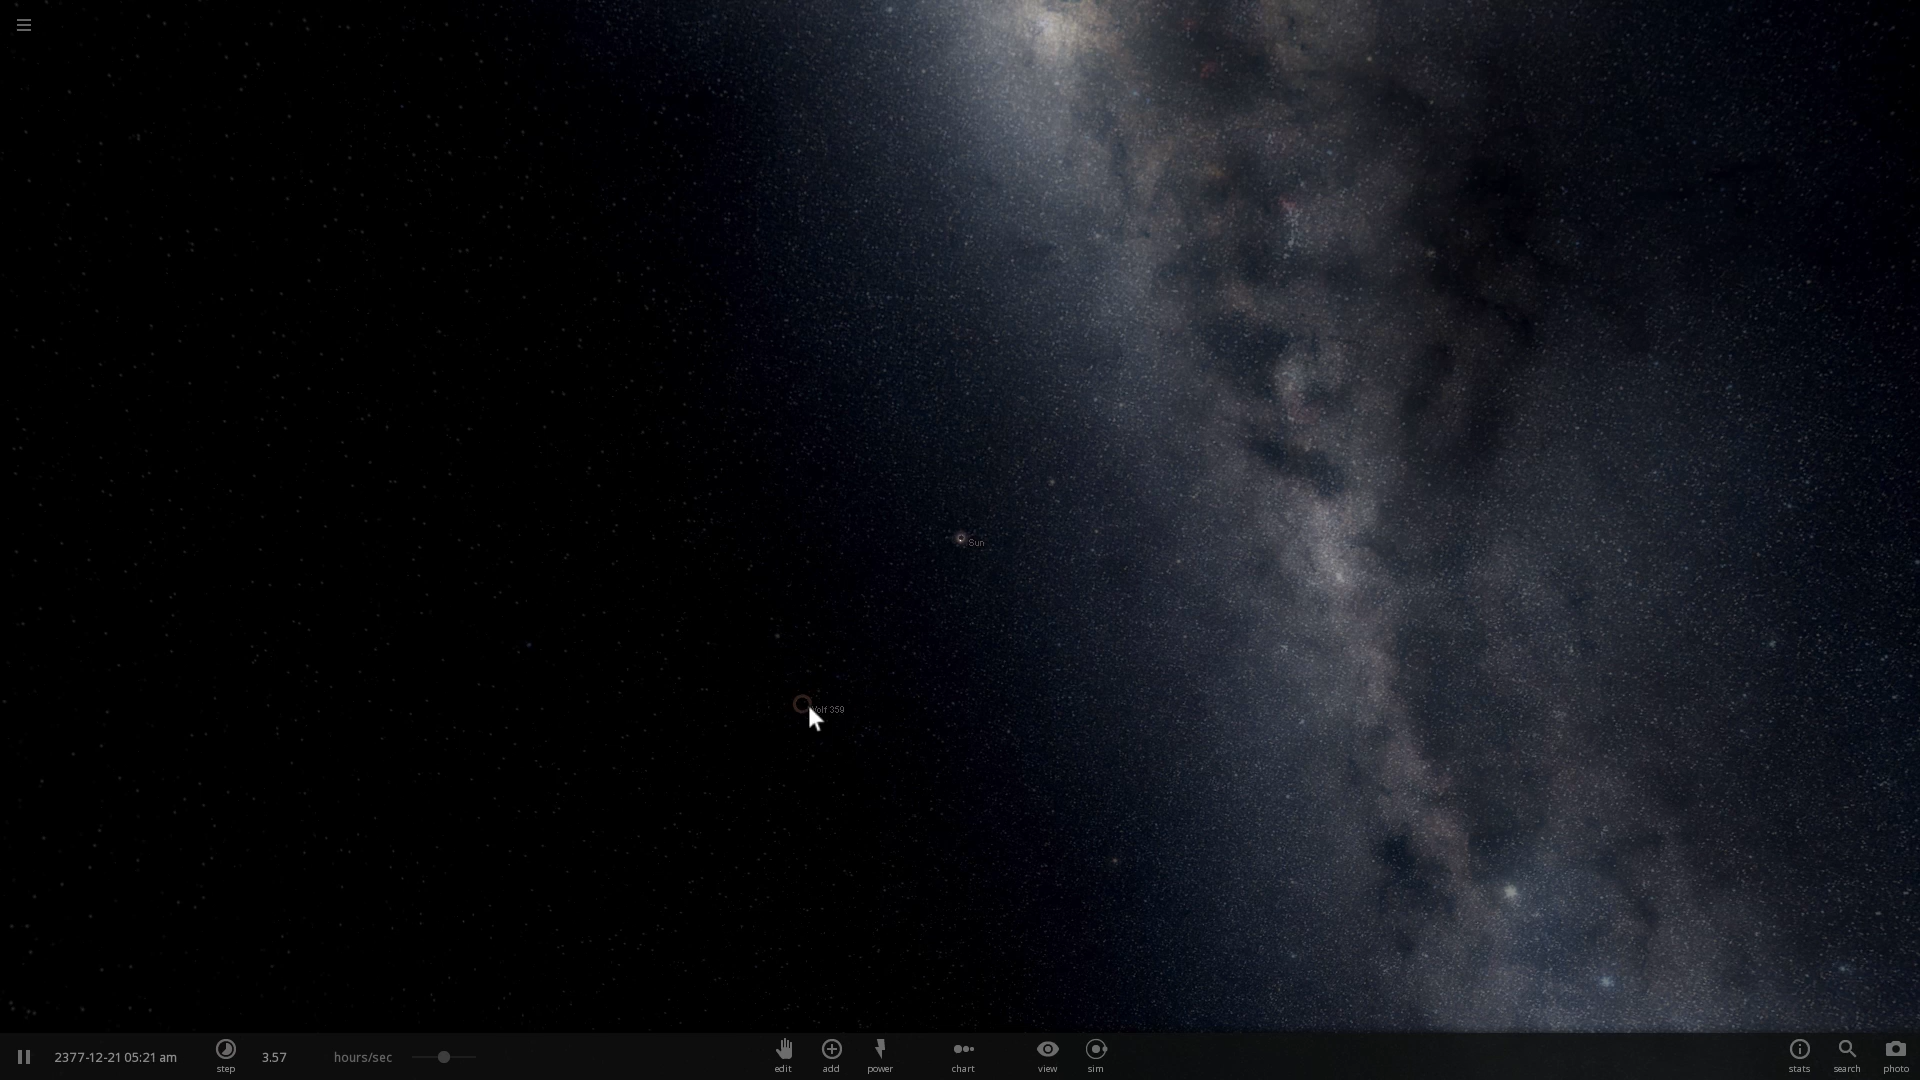 Sun
Wolf 359
2377-12-21 05:21 am
step
3.57
hours/sec
edit
add
power
chart
view
sim
stats
search
photo